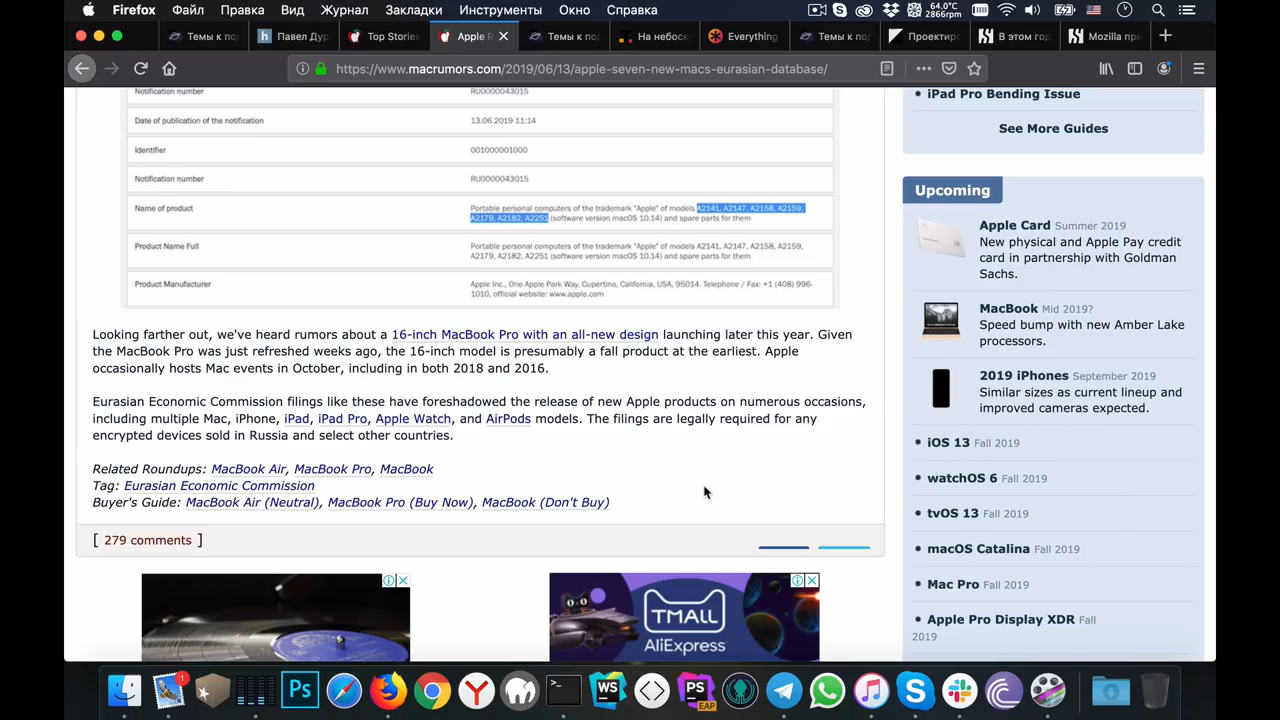 Firefox Файл Правка Вид Журнал Закладки Инструменты Окно Справка
64.0°C
2666rpm
Темы к по
Павел Дур
Top Stories
Apple R
Темы к по
На небоск
Everything
Темы к по
Проектиро
В этом год
Mozilla пре
https://www.macrumors.com/2019/06/13/apple-seven-new-macs-eurasian-database/
Notification number RU0000043015
Date of publication of the notification 13.06.2019 11:14
Identifier 001000001000
Notification number RU0000043015
Name of product Portable personal computers of the trademark "Apple" of models A2141, A2147, A2158, A2159,
A2179, A2182, A2251 (software version macOS 10.14) and spare parts for them
Product Name Full Portable personal computers of the trademark "Apple" of models A2141, A2147, A2158, A2159,
A2179, A2182, A2251 (software version macOS 10.14) and spare parts for them
Product Manufacturer Apple Inc., One Apple Park Way, Cupertino, California, USA, 95014. Telephone / Fax: +1 (408) 996-
1010, official website: www.apple.com
Looking farther out, we've heard rumors about a 16-inch MacBook Pro with an all-new design launching later this year. Given
the MacBook Pro was just refreshed weeks ago, the 16-inch model is presumably a fall product at the earliest. Apple
occasionally hosts Mac events in October, including in both 2018 and 2016.
Eurasian Economic Commission filings like these have foreshadowed the release of new Apple products on numerous occasions,
including multiple Mac, iPhone, iPad, iPad Pro, Apple Watch, and AirPods models. The filings are legally required for any
encrypted devices sold in Russia and select other countries.
Related Roundups: MacBook Air, MacBook Pro, MacBook
Tag: Eurasian Economic Commission
Buyer's Guide: MacBook Air (Neutral), MacBook Pro (Buy Now), MacBook (Don't Buy)
[ 279 comments ]
TMALL
AliExpress
iPad Pro Bending Issue
See More Guides
Upcoming
Apple Card Summer 2019
New physical and Apple Pay credit
card in partnership with Goldman
Sachs.
MacBook Mid 2019?
Speed bump with new Amber Lake
processors.
2019 iPhones September 2019
Similar sizes as current lineup and
improved cameras expected.
iOS 13 Fall 2019
watchOS 6 Fall 2019
tvOS 13 Fall 2019
macOS Catalina Fall 2019
Mac Pro Fall 2019
Apple Pro Display XDR Fall
2019
1
Ps
WS
PS
EAP